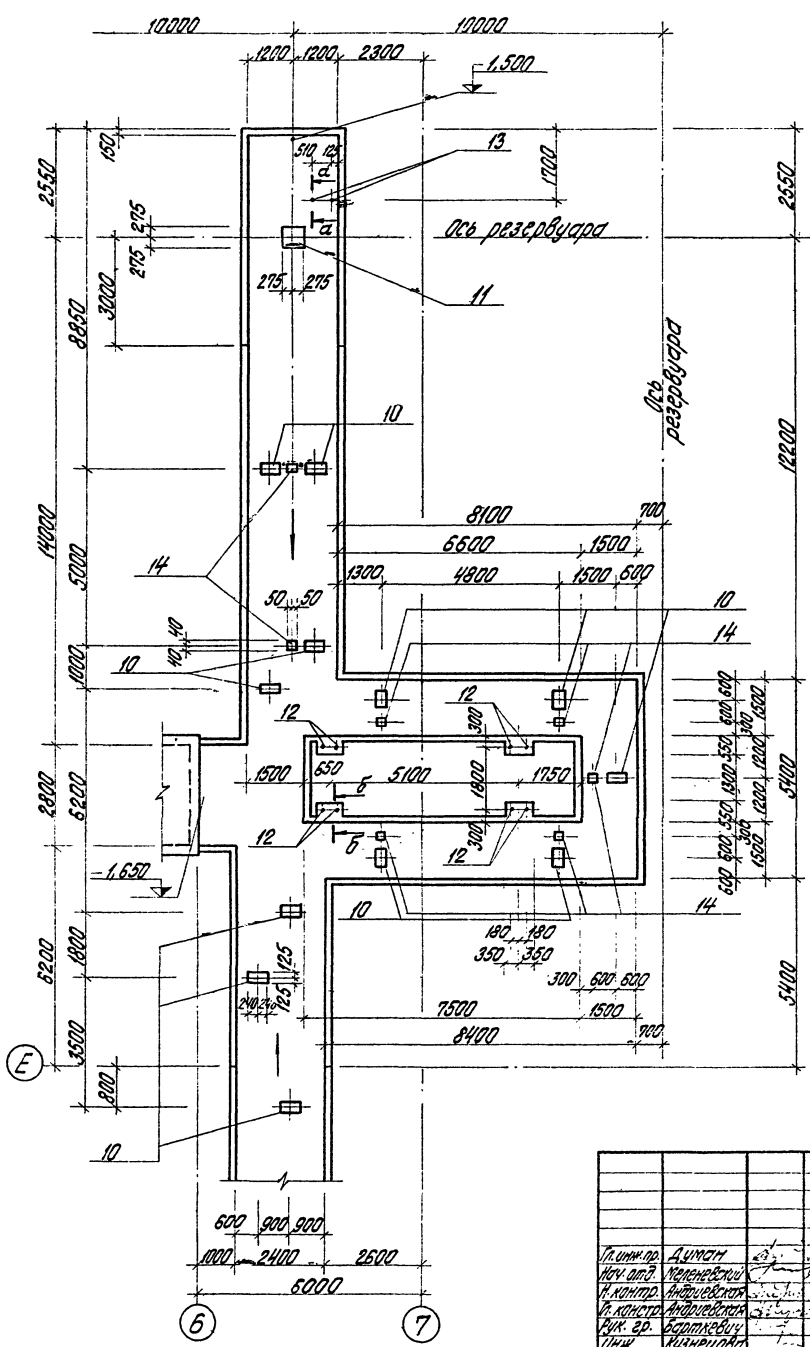 10000 10000
1200 1200 2300
-1,500
150
2550
510 125
13
а
а
1700
2550
275
275
Ось резервуара
275 275
11
3000
8850
Ось резервуара
10
12200
8100 700
14000
6600 1500
5000
14
1300 4800 1500 600
50 50
10
40
40
14
1000
10
12
300
600 600 300 1500
550 1200
1300 5400
550 1200
600 300 1500
600
2800
6200
1500 650 5100 1800 1750
б
б
12
12
300
-1,650
10
14
180 180
350 350
1800
125
125
6200
300 600 600
240 240
7500 1500
3500
8400 700
5400
Е
800
10
600 900 900
1000 2400 2600
6000
6
7
Гл.инж.пр. Думан
Нач.отд. Меленевский
Н.контр. Андриевская
Гл.констр. Андриевская
Рук. гр. Барткевич
Инж. Кузнецова